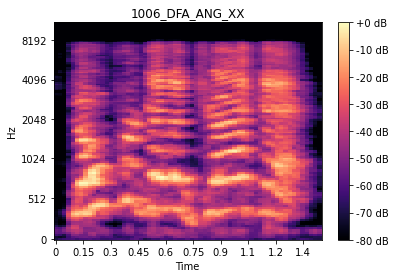 1006_DFA_ANG_XX
8192
4096
2048
1024
512
0
Hz
0 0.15 0.3 0.45 0.6 0.75 0.9 1.1 1.2 1.4
Time
+0 dB
-10 dB
-20 dB
-30 dB
-40 dB
-50 dB
-60 dB
-70 dB
-80 dB